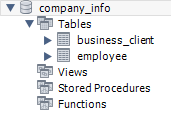 company_info
Tables
business_client
employee
Views
Stored Procedures
Functions